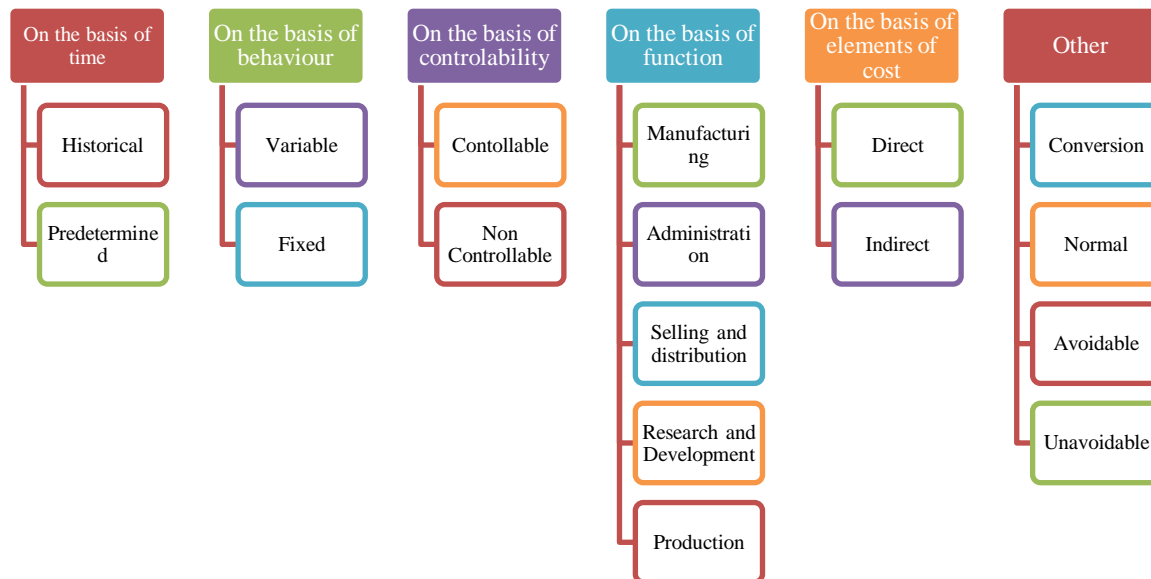 On the basis of
time
Historical
Predetermine
d
On the basis of
behaviour
Variable
Fixed
On the basis of
controlability
Contollable
Non
Controllable
On the basis of
function
Manufacturi
ng
Administrati
on
Selling and
distribution
Research and
Development
Production
On the basis of
elements of
cost
Direct
Indirect
Other
Conversion
Normal
Avoidable
Unavoidable